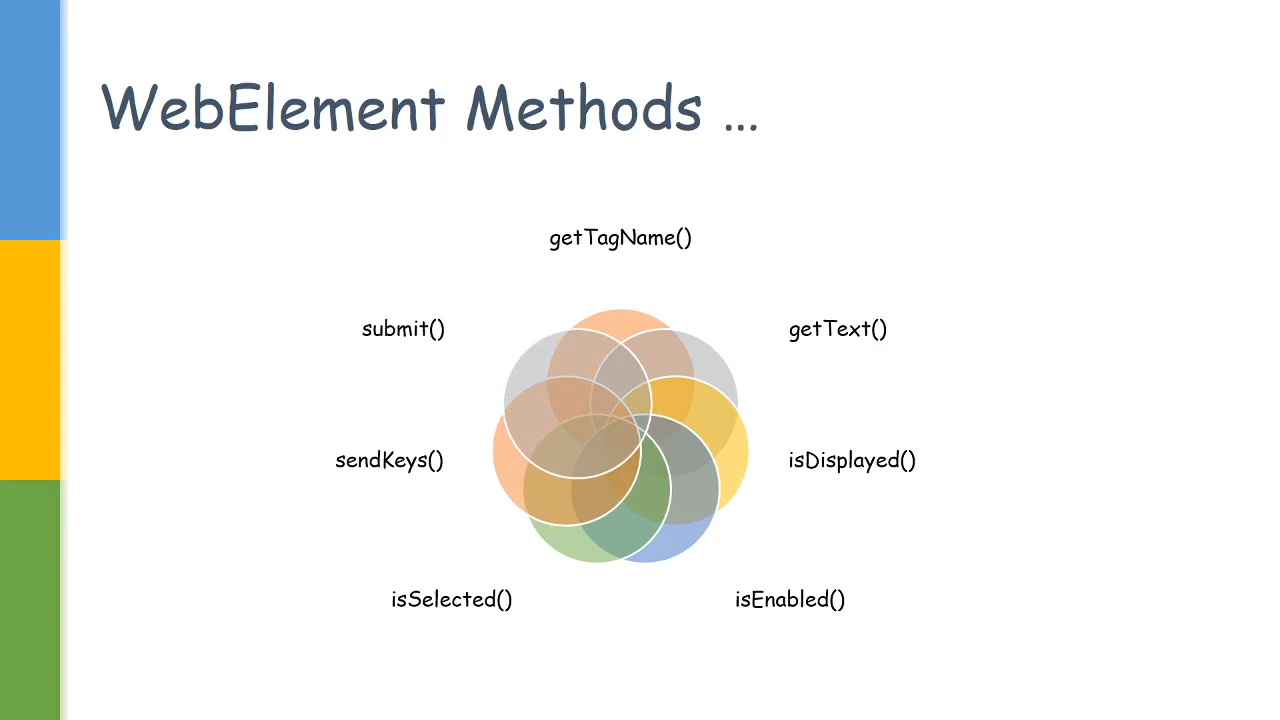 WebElement Methods ...
getTagName()
submit()
getText()
sendKeys()
isDisplayed()
isSelected()
isEnabled()